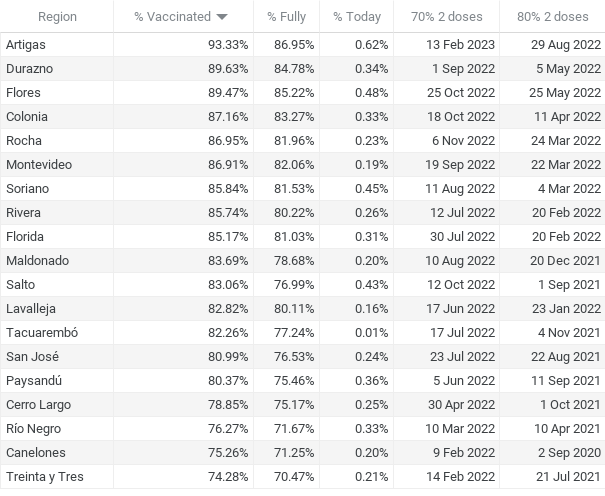 Region % Vaccinated % Fully % Today 70% 2 doses 80% 2 doses
Artigas 93.33% 86.95% 0.62% 13 Feb 2023 29 Aug 2022
Durazno 89.63% 84.78% 0.34% 1 Sep 2022 5 May 2022
Flores 89.47% 85.22% 0.48% 25 Oct 2022 25 May 2022
Colonia 87.16% 83.27% 0.33% 18 Oct 2022 11 Apr 2022
Rocha 86.95% 81.96% 0.23% 6 Nov 2022 24 Mar 2022
Montevideo 86.91% 82.06% 0.19% 19 Sep 2022 22 Mar 2022
Soriano 85.84% 81.53% 0.45% 11 Aug 2022 4 Mar 2022
Rivera 85.74% 80.22% 0.26% 12 Jul 2022 20 Feb 2022
Florida 85.17% 81.03% 0.31% 30 Jul 2022 20 Feb 2022
Maldonado 83.69% 78.68% 0.20% 10 Aug 2022 20 Dec 2021
Salto 83.06% 76.99% 0.43% 12 Oct 2022 1 Sep 2021
Lavalleja 82.82% 80.11% 0.16% 17 Jun 2022 23 Jan 2022
Tacuarembó 82.26% 77.24% 0.01% 17 Jul 2022 4 Nov 2021
San José 80.99% 76.53% 0.24% 23 Jul 2022 22 Aug 2021
Paysandú 80.37% 75.46% 0.36% 5 Jun 2022 11 Sep 2021
Cerro Largo 78.85% 75.17% 0.25% 30 Apr 2022 1 Oct 2021
Río Negro 76.27% 71.67% 0.33% 10 Mar 2022 10 Apr 2021
Canelones 75.26% 71.25% 0.20% 9 Feb 2022 2 Sep 2020
Treinta y Tres 74.28% 70.47% 0.21% 14 Feb 2022 21 Jul 2021